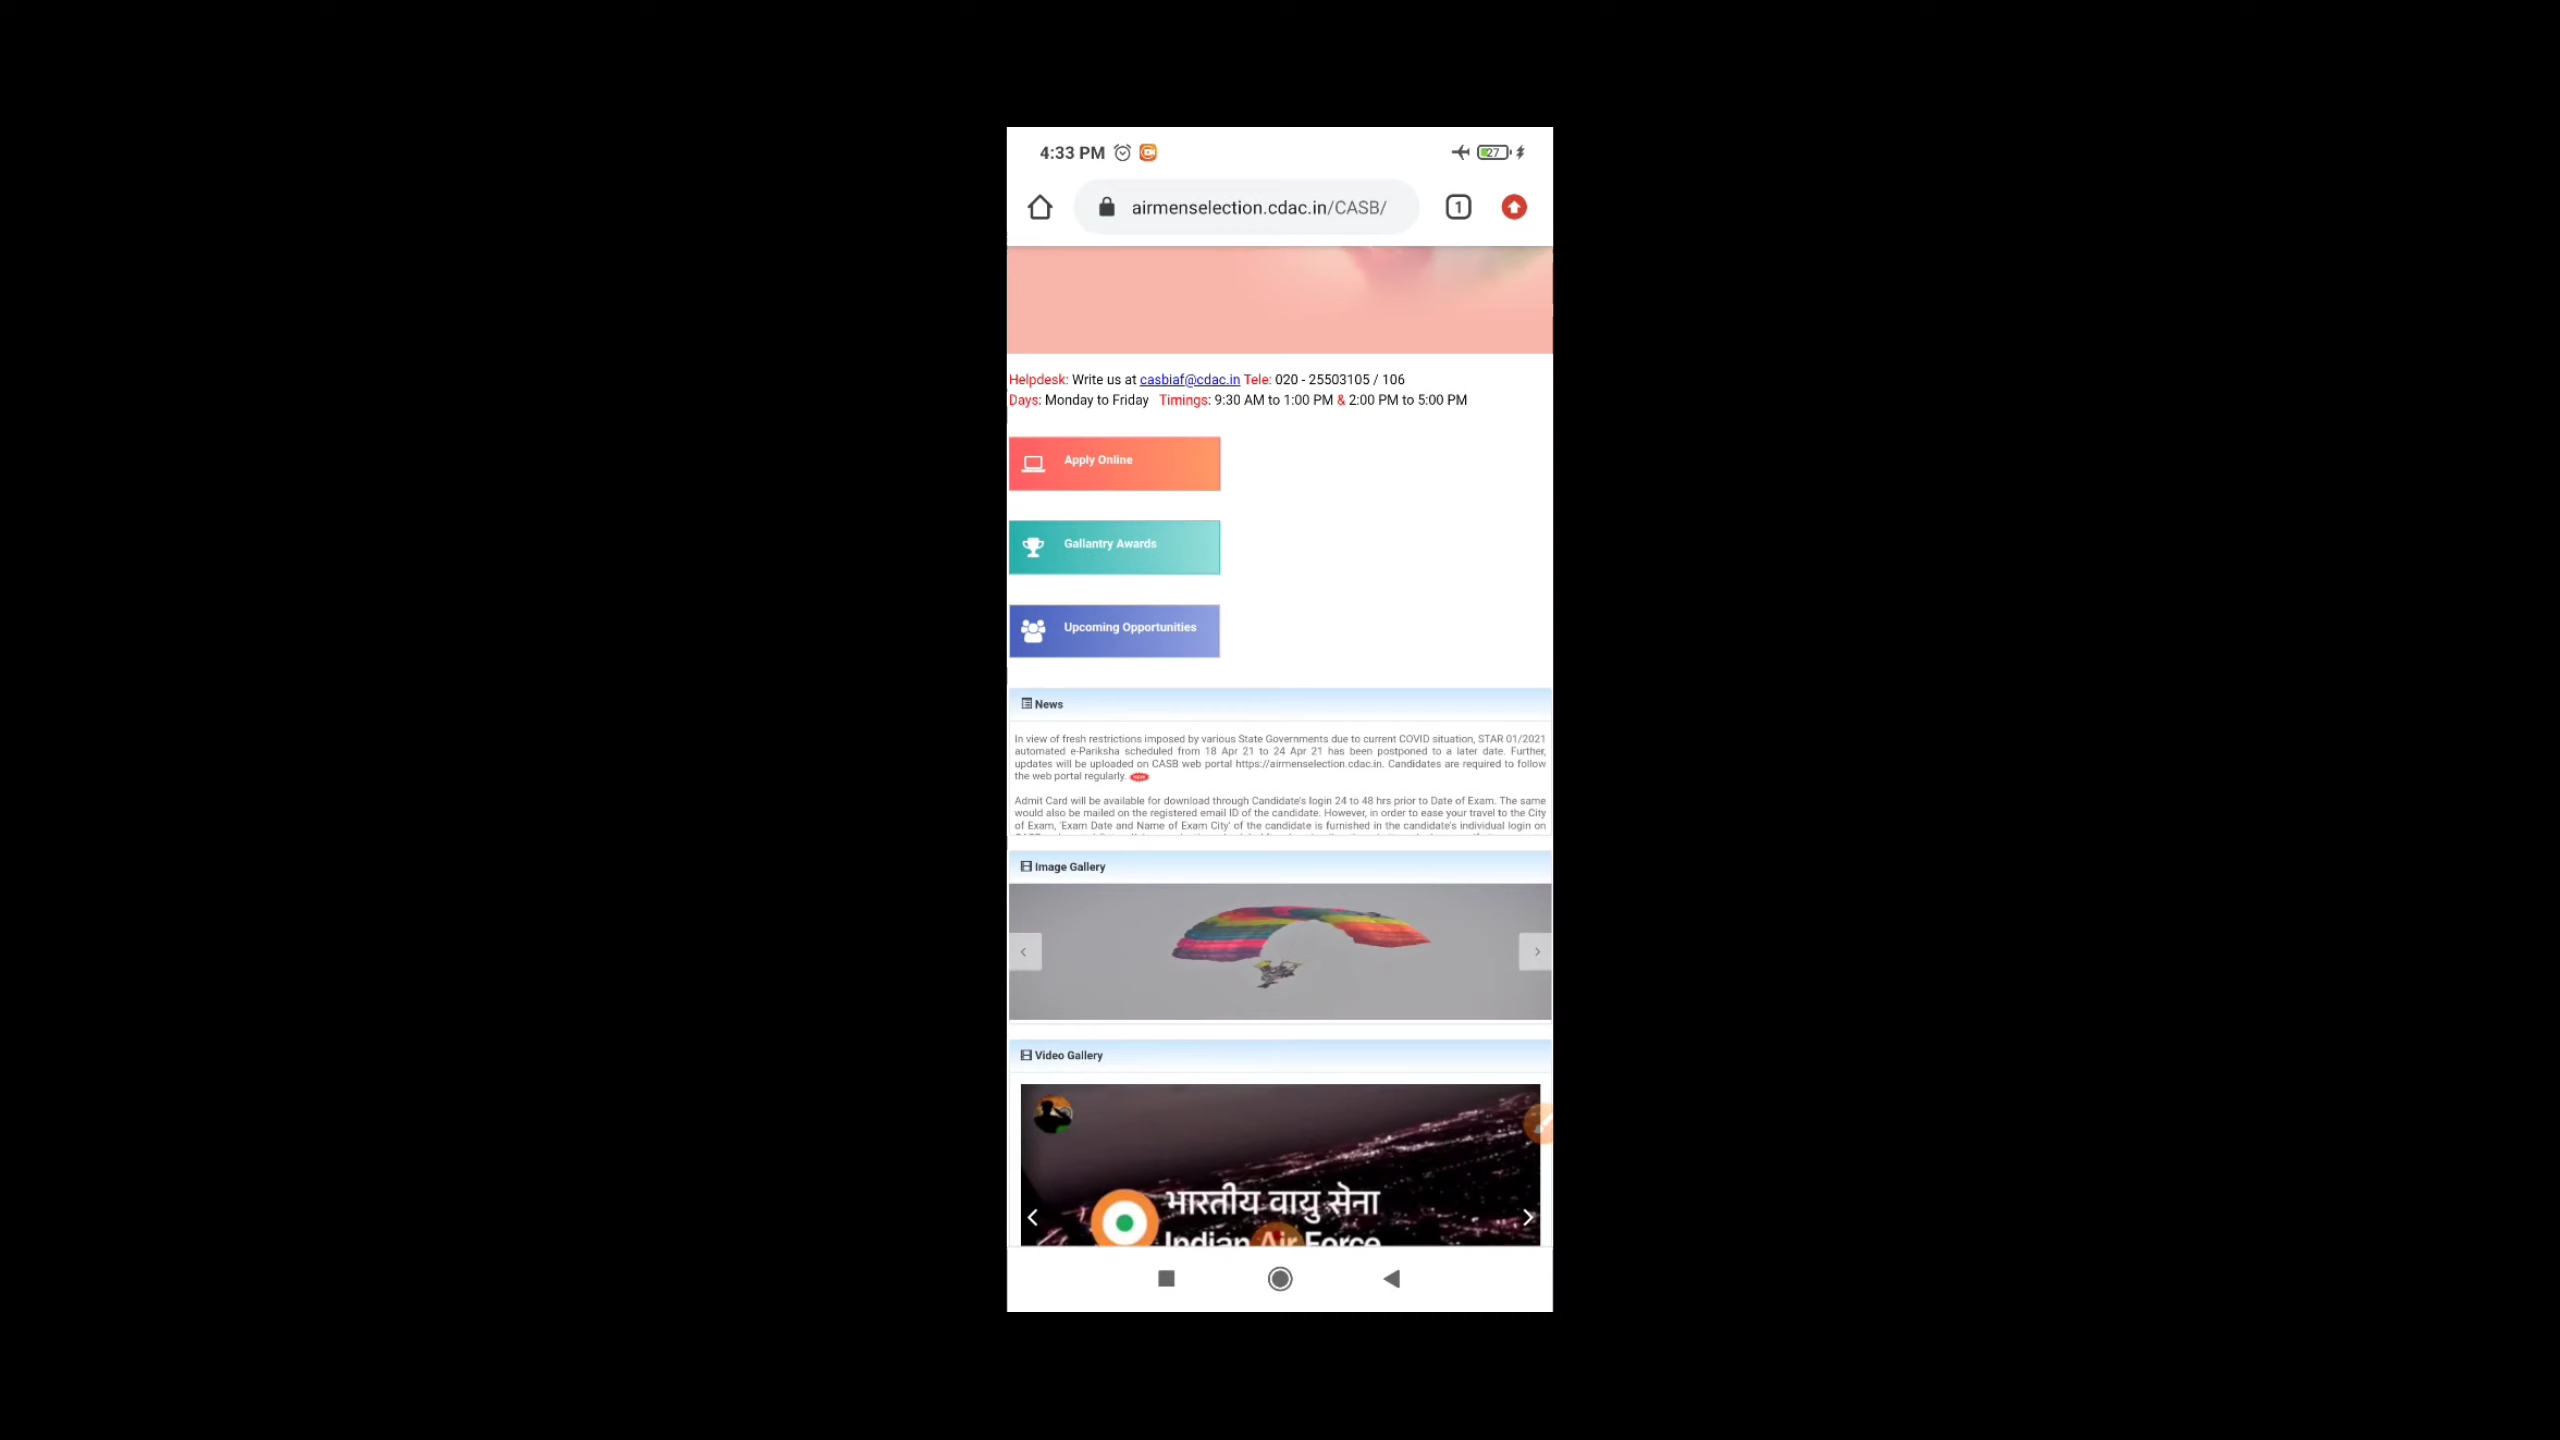 4:33 PM
27
airmenselection.cdac.in/CASB/
1
Helpdesk: Write us at casbiaf@cdac.in Tele: 020 - 25503105 / 106
Days: Monday to Friday Timings: 9:30 AM to 1:00 PM & 2:00 PM to 5:00 PM
Apply Online
Gallantry Awards
Upcoming Opportunities
News
In view of fresh restrictions imposed by various State Governments due to current COVID situation, STAR 01/2021
automated e-Pariksha scheduled from 18 Apr 21 to 24 Apr 21 has been postponed to a later date. Further,
updates will be uploaded on CASB web portal https://airmenselection.cdac.in. Candidates are required to follow
the web portal regularly.
Admit Card will be available for download through Candidate's login 24 to 48 hrs prior to Date of Exam. The same
would also be mailed on the registered email ID of the candidate. However, in order to ease your travel to the City
of Exam, 'Exam Date and Name of Exam City' of the candidate is furnished in the candidate's individual login on
Image Gallery
Video Gallery
भारतीय वायु सेना
Indian Air Force